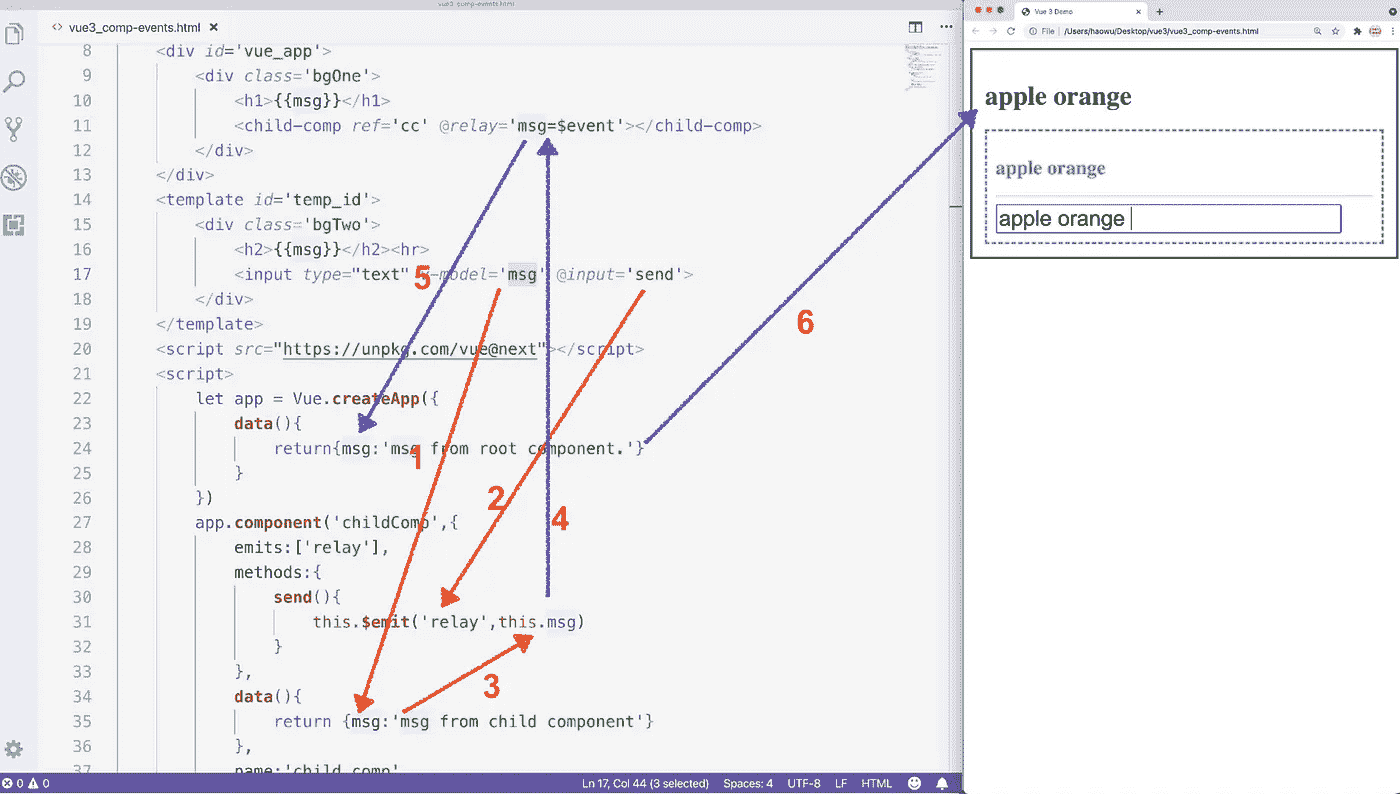 vue3_comp-events.html
vue3_comp-events.html
8 <div id='vue_app'>
9 <div class='bgOne'>
10 <h1>{{msg}}</h1>
11 <child-comp ref='cc' @relay='msg=$event'></child-comp>
12 </div>
13 </div>
14 <template id='temp_id'>
15 <div class='bgTwo'>
16 <h2>{{msg}}</h2><hr>
17 <input type="text" v-model='msg' @input='send'>
18 </div>
19 </template>
20 <script src="https://unpkg.com/vue@next"></script>
21 <script>
22 let app = Vue.createApp({
23 data(){
24 return{msg:'msg from root component.'}
25 }
26 })
27 app.component('childComp',{
28 emits:['relay'],
29 methods:{
30 send(){
31 this.$emit('relay',this.msg)
32 }
33 },
34 data(){
35 return {msg:'msg from child component'}
36 },
37 name:'child_comp'
5
1
2
4
3
6
Ln 17, Col 44 (3 selected) Spaces: 4 UTF-8 LF HTML
0 0
Vue 3 Demo
File /Users/haowu/Desktop/vue3/vue3_comp-events.html
apple orange
apple orange
apple orange